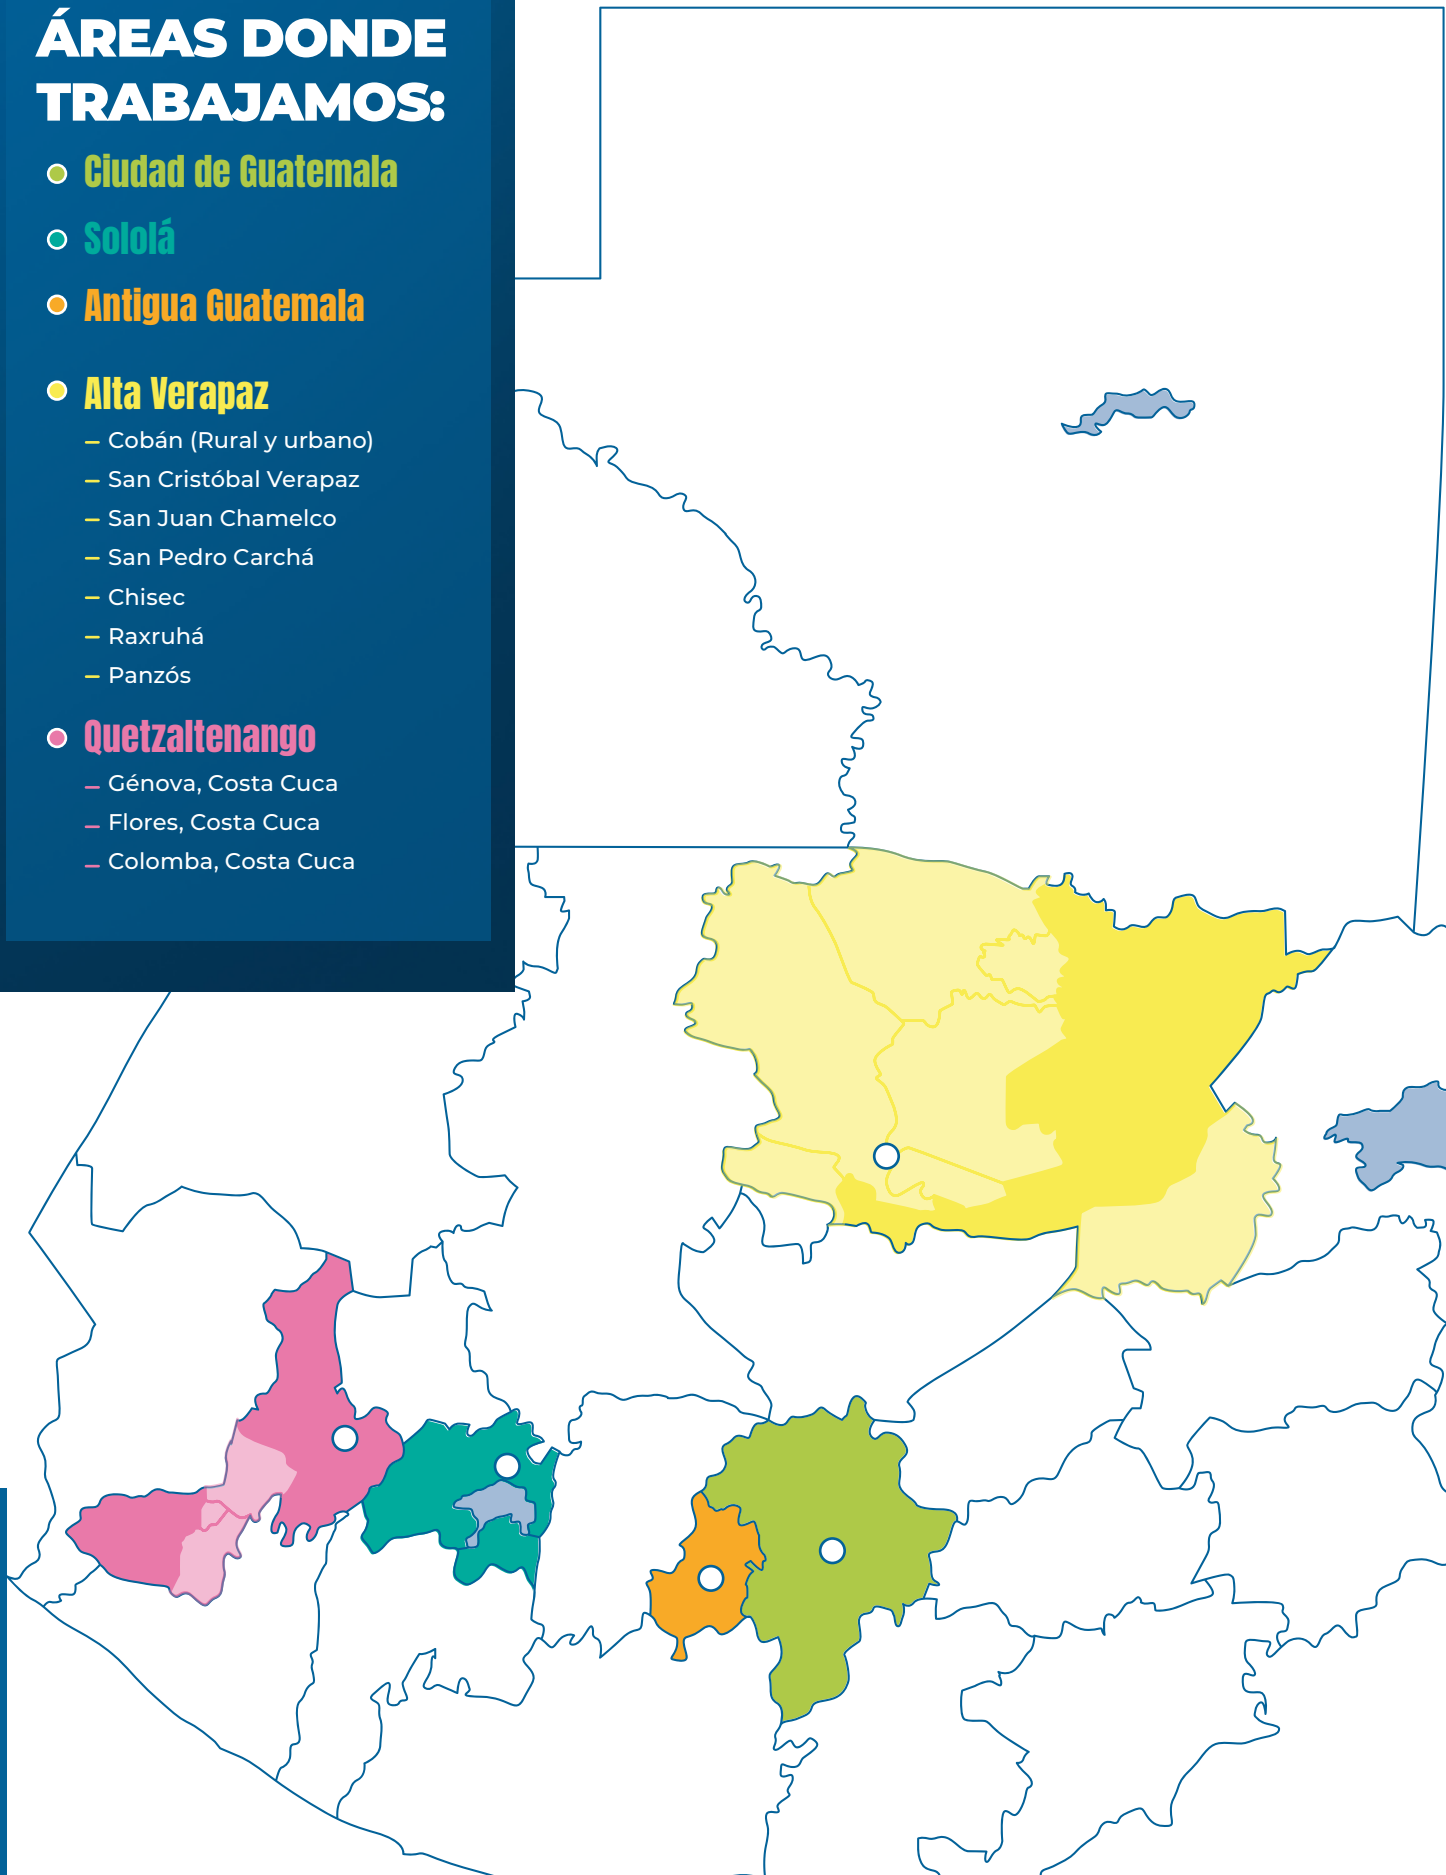 ÁREAS DONDE
TRABAJAMOS:
Ciudad de Guatemala
Sololá
Antigua Guatemala
Alta Verapaz
– Cobán (Rural y urbano)
– San Cristóbal Verapaz
– San Juan Chamelco
– San Pedro Carchá
– Chisec
– Raxruhá
– Panzós
Quetzaltenango
– Génova, Costa Cuca
– Flores, Costa Cuca
– Colomba, Costa Cuca